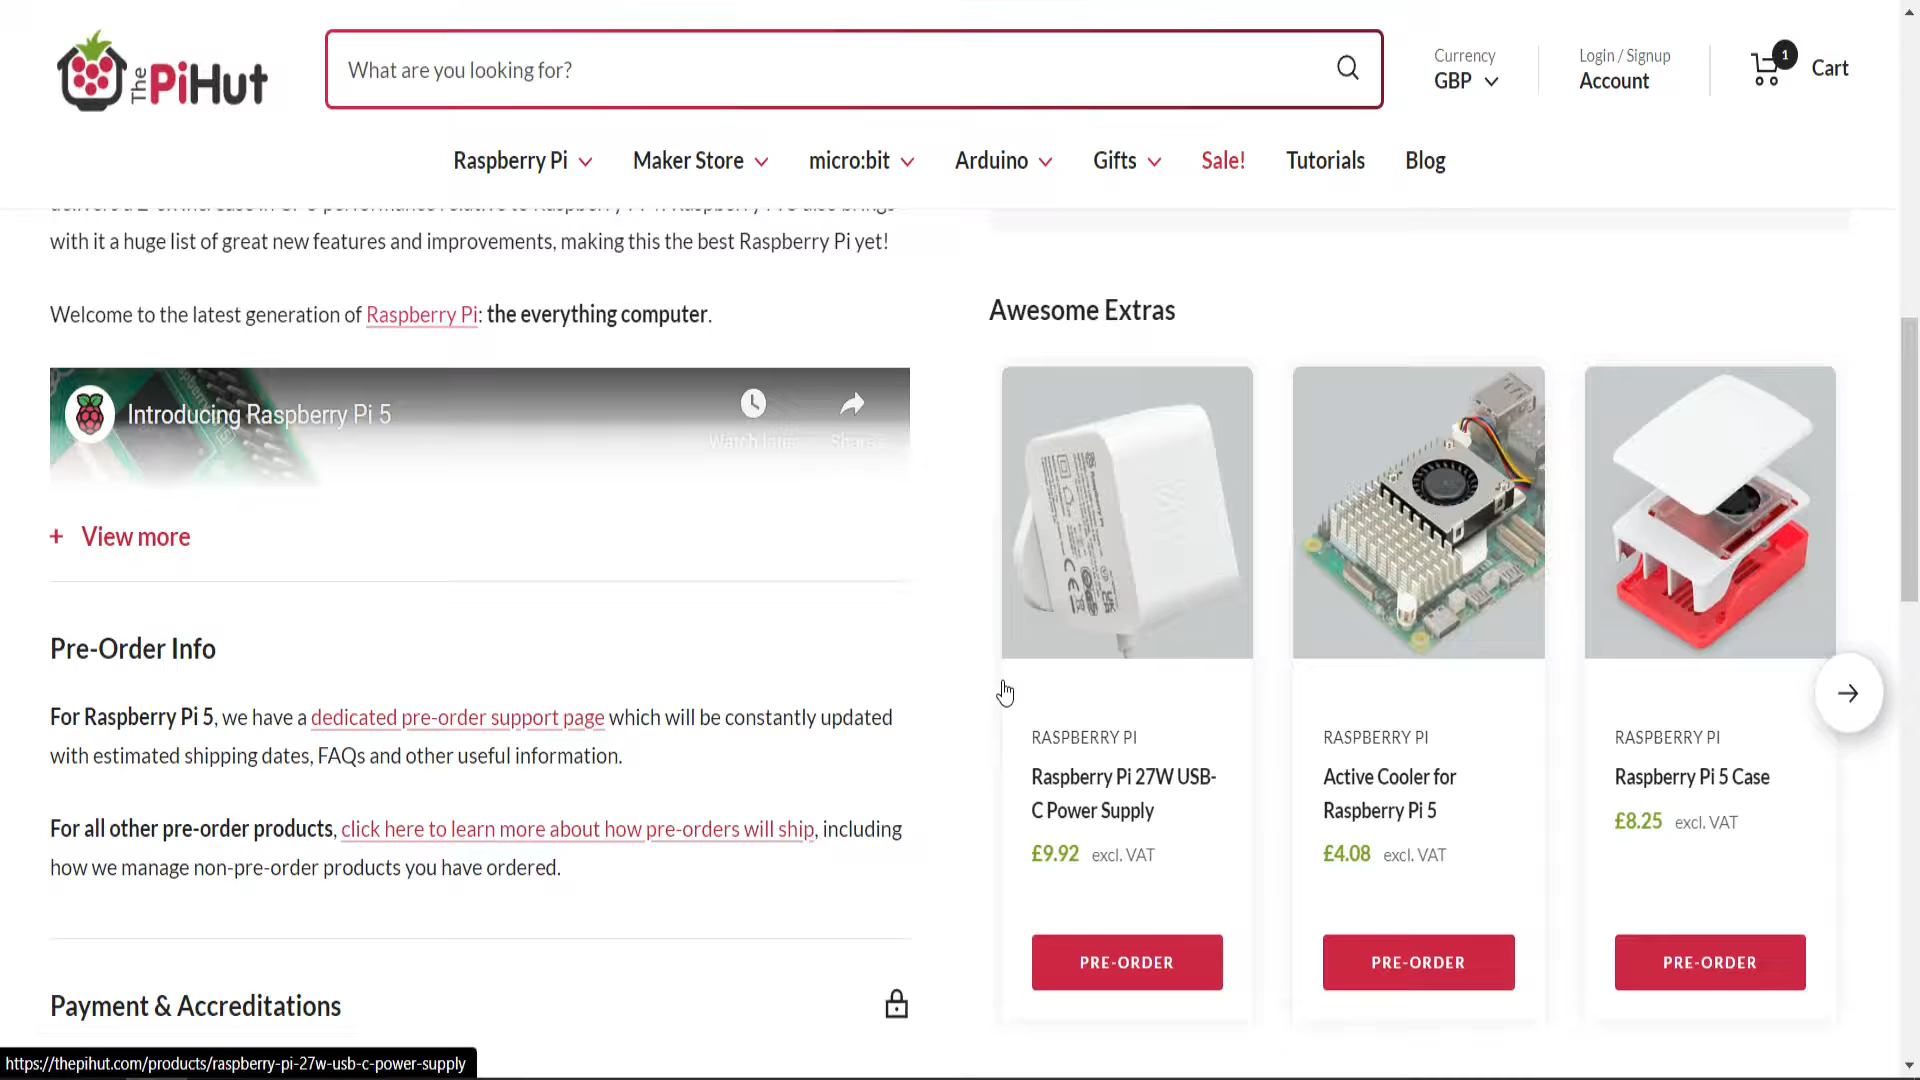 The PiHut
What are you looking for?
Currency
GBP
Login / Signup
Account
1
Cart
Raspberry Pi
Maker Store
micro:bit
Arduino
Gifts
Sale!
Tutorials
Blog
with it a huge list of great new features and improvements, making this the best Raspberry Pi yet!
Welcome to the latest generation of Raspberry Pi: the everything computer.
Introducing Raspberry Pi 5
Watch later
Share
+ View more
Pre-Order Info
For Raspberry Pi 5, we have a dedicated pre-order support page which will be constantly updated
with estimated shipping dates, FAQs and other useful information.
For all other pre-order products, click here to learn more about how pre-orders will ship, including
how we manage non-pre-order products you have ordered.
Payment & Accreditations
Awesome Extras
RASPBERRY PI
Raspberry Pi 27W USB-
C Power Supply
£9.92 excl. VAT
PRE-ORDER
RASPBERRY PI
Active Cooler for
Raspberry Pi 5
£4.08 excl. VAT
PRE-ORDER
RASPBERRY PI
Raspberry Pi 5 Case
£8.25 excl. VAT
PRE-ORDER
https://thepihut.com/products/raspberry-pi-27w-usb-c-power-supply